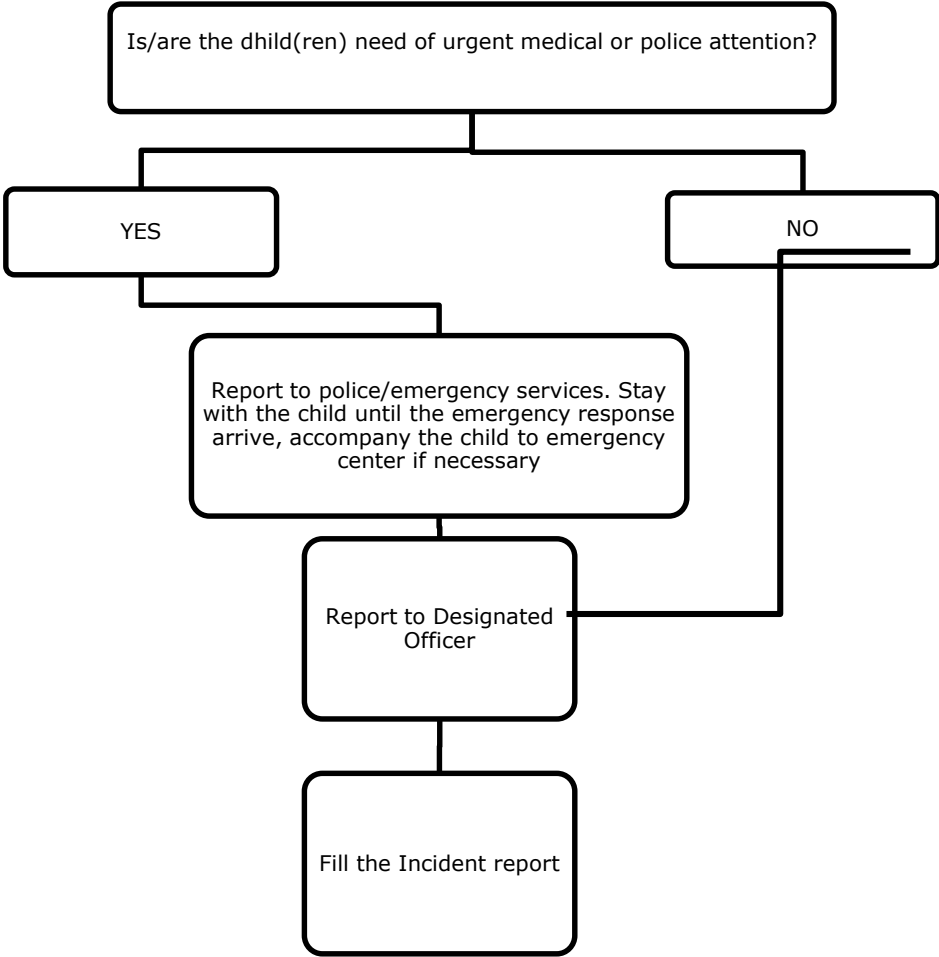 Is/are the dhild(ren) need of urgent medical or police attention?
YES
NO
Report to police/emergency services. Stay
with the child until the emergency response
arrive, accompany the child to emergency
center if necessary
Report to Designated
Officer
Fill the Incident report